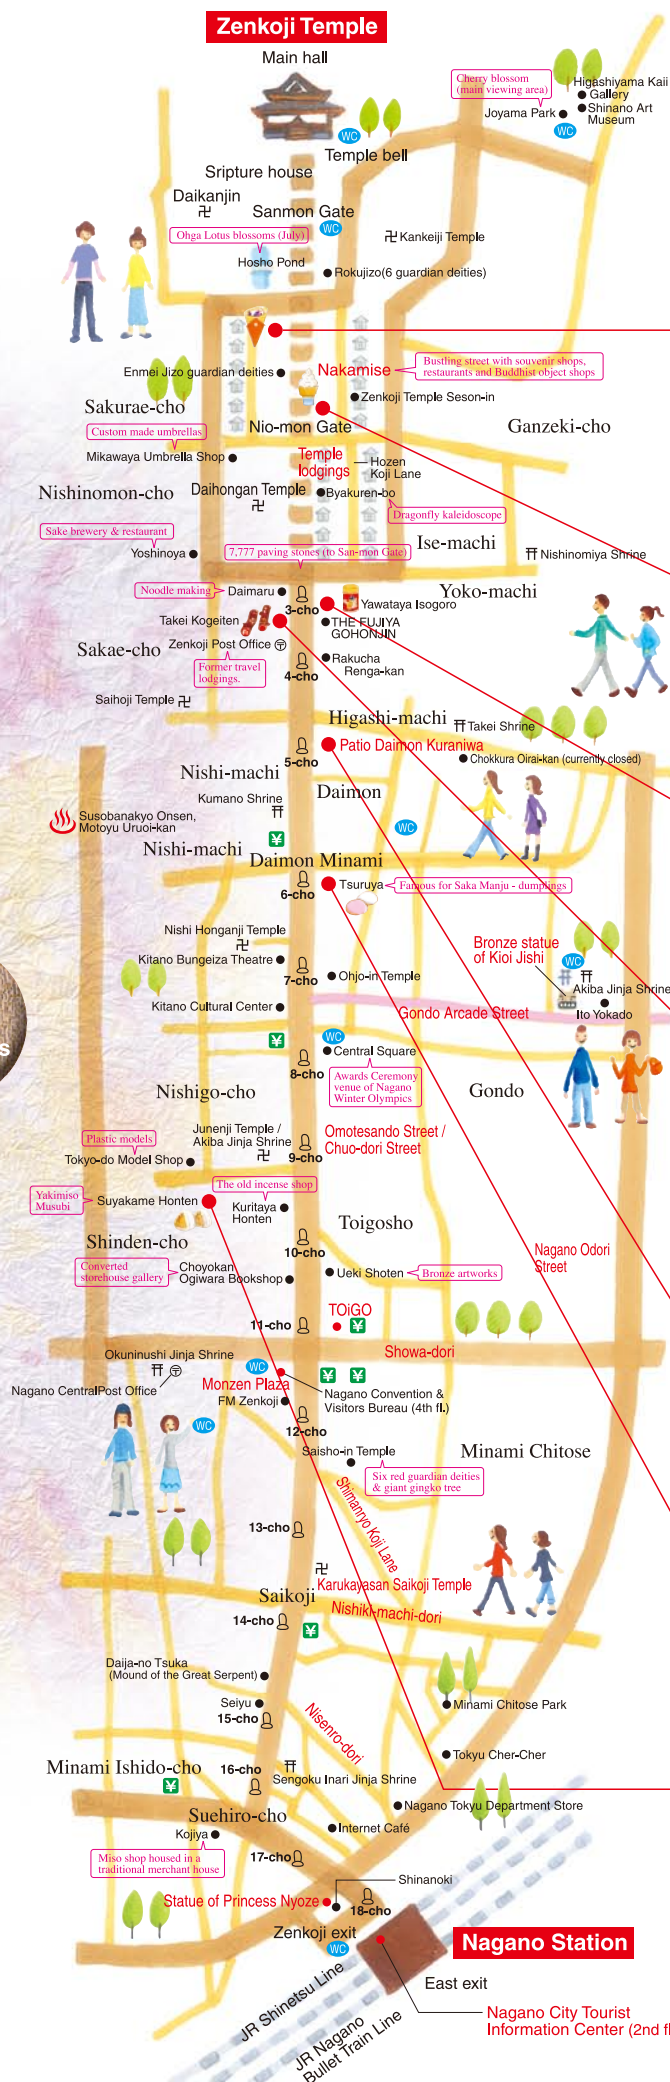 Zenkoji Temple
Main hall
Cherry blossom
(main viewing area)
Higashiyama Kaii
Gallery
Shinano Art
Museum
Joyama Park
WC
WC
Temple bell
Sripture house
Daikanjin
Sanmon Gate
WC
Ohga Lotus blossoms (July)
Kankeiji Temple
Hosho Pond
Rokujizo(6 guardian deities)
Enmei Jizo guardian deities
Nakamise
Bustling street with souvenir shops,
restaurants and Buddhist object shops
Zenkoji Temple Seson-in
Sakurae-cho
Nio-mon Gate
Ganzeki-cho
Custom made umbrellas
Mikawaya Umbrella Shop
Temple
lodgings
Hozen
Koji Lane
Nishinomon-cho
Daihongan Temple
Byakuren-bo
Dragonfly kaleidoscope
Sake brewery & restaurant
Yoshinoya
7,777 paving stones (to San-mon Gate)
Ise-machi
Nishinomiya Shrine
Noodle making
Daimaru
3-cho
Yawataya Isogoro
Yoko-machi
Takei Kogeiten
THE FUJIYA
GOHONJIN
Sakae-cho
Zenkoji Post Office
Former travel
lodgings.
4-cho
Rakucha
Renga-kan
Saihoji Temple
Higashi-machi
Takei Shrine
5-cho
Patio Daimon Kuraniwa
Chokkura Oirai-kan (currently closed)
Nishi-machi
Daimon
Kumano Shrine
Susobanakyo Onsen,
Motoyu Uruoi-kan
WC
¥
Nishi-machi
Daimon Minami
6-cho
Tsuruya
Famous for Saka Manju - dumplings
Nishi Honganji Temple
Bronze statue
of Kioi Jishi
WC
Kitano Bungeiza Theatre
7-cho
Ohjo-in Temple
Akiba Jinja Shrine
Kitano Cultural Center
Gondo Arcade Street
Ito Yokado
s
¥
WC
8-cho
Central Square
Awards Ceremony
venue of Nagano
Winter Olympics
Nishigo-cho
Gondo
Junenji Temple /
Akiba Jinja Shrine
Omotesando Street /
Chuo-dori Street
Plastic models
Tokyo-do Model Shop
9-cho
The old incense shop
Yakimiso
Musubi
Suyakame Honten
Kuritaya
Honten
Toigosho
Shinden-cho
10-cho
Nagano Odori
Street
Converted
storehouse gallery
Choyokan
Ogiwara Bookshop
Ueki Shoten
Bronze artworks
TOiGO
11-cho
¥
Okuninushi Jinja Shrine
Showa-dori
WC
Nagano CentralPost Office
Monzen Plaza
¥
¥
FM Zenkoji
Nagano Convention &
Visitors Bureau (4th fl.)
WC
12-cho
Saisho-in Temple
Minami Chitose
Six red guardian deities
& giant gingko tree
Shimanryo Koji Lane
13-cho
Karukayasan Saikoji Temple
Saikoji
Nishiki-machi-dori
14-cho
¥
Daija-no Tsuka
(Mound of the Great Serpent)
Seiyu
15-cho
Nisenro-dori
Minami Chitose Park
Tokyu Cher-Cher
Minami Ishido-cho
¥
16-cho
Sengoku Inari Jinja Shrine
Nagano Tokyu Department Store
Suehiro-cho
Internet Café
Kojiya
Miso shop housed in a
traditional merchant house
17-cho
Shinanoki
Statue of Princess Nyoze
18-cho
Zenkoji exit
WC
Nagano Station
East exit
JR Shinetsu Line
JR Nagano
Bullet Train Line
Nagano City Tourist
Information Center (2nd fl